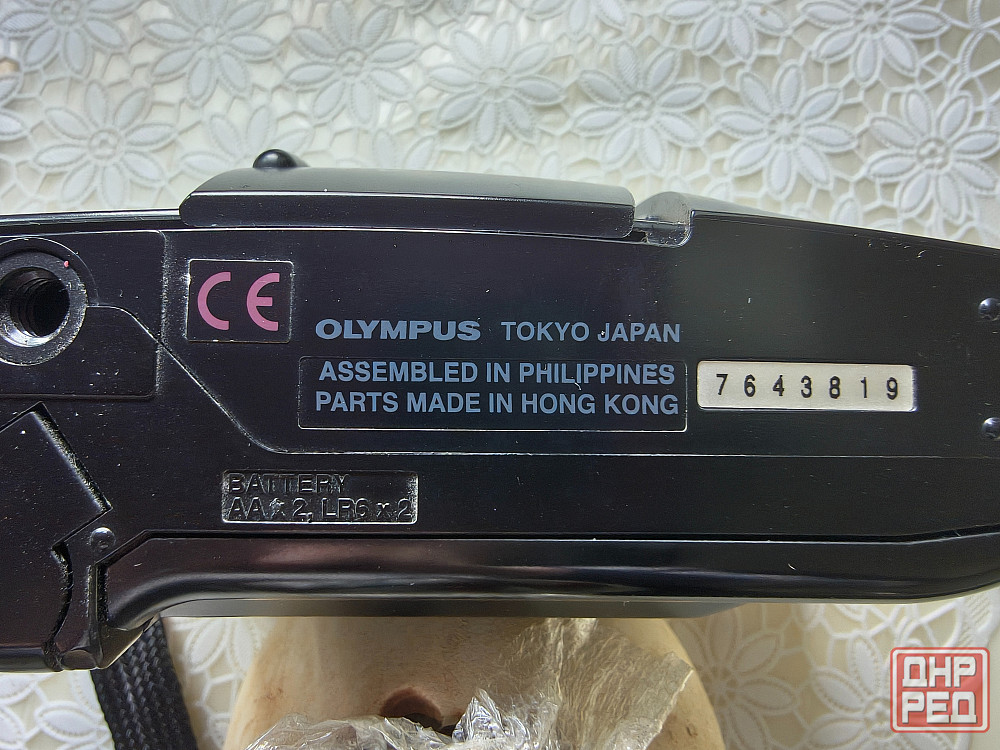 CE
OLYMPUS TOKYO JAPAN
ASSEMBLED IN PHILIPPINES
PARTS MADE IN HONG KONG
7643819
BATTERY
AA x 2, LR6 x 2
ДНР
РЕД